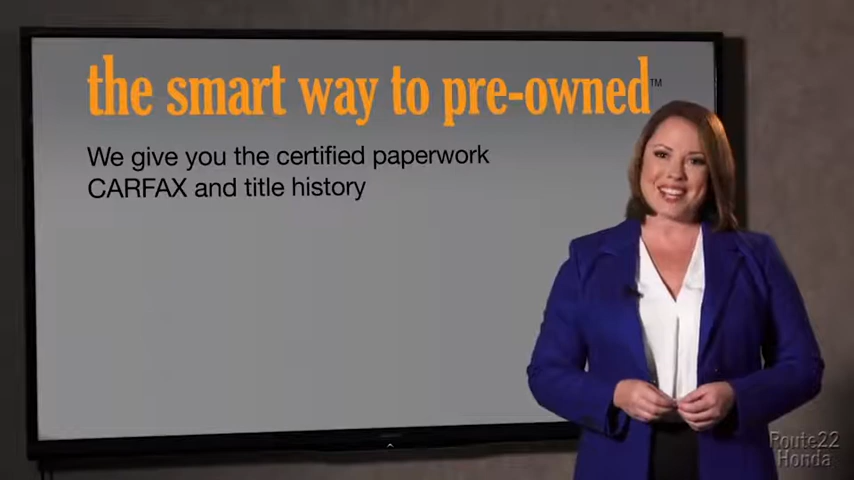 the smart way to pre-owned™
We give you the certified paperwork
CARFAX and title history
Route22
Honda